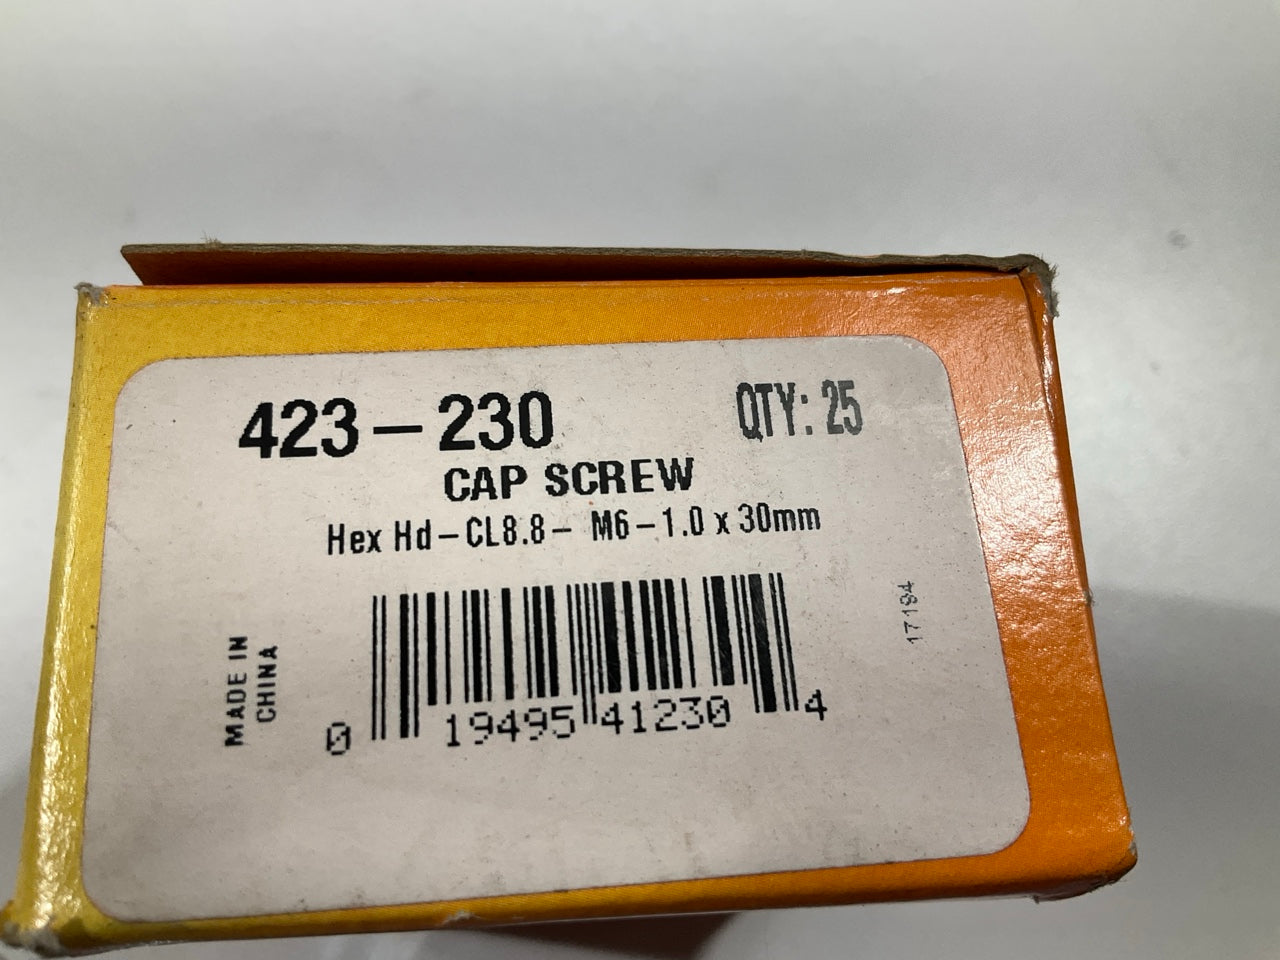 423-230
QTY: 25
CAP SCREW
Hex Hd-CL8.8- M6-1.0 x 30mm
MADE IN
CHINA
17194
0 19495 41230 4